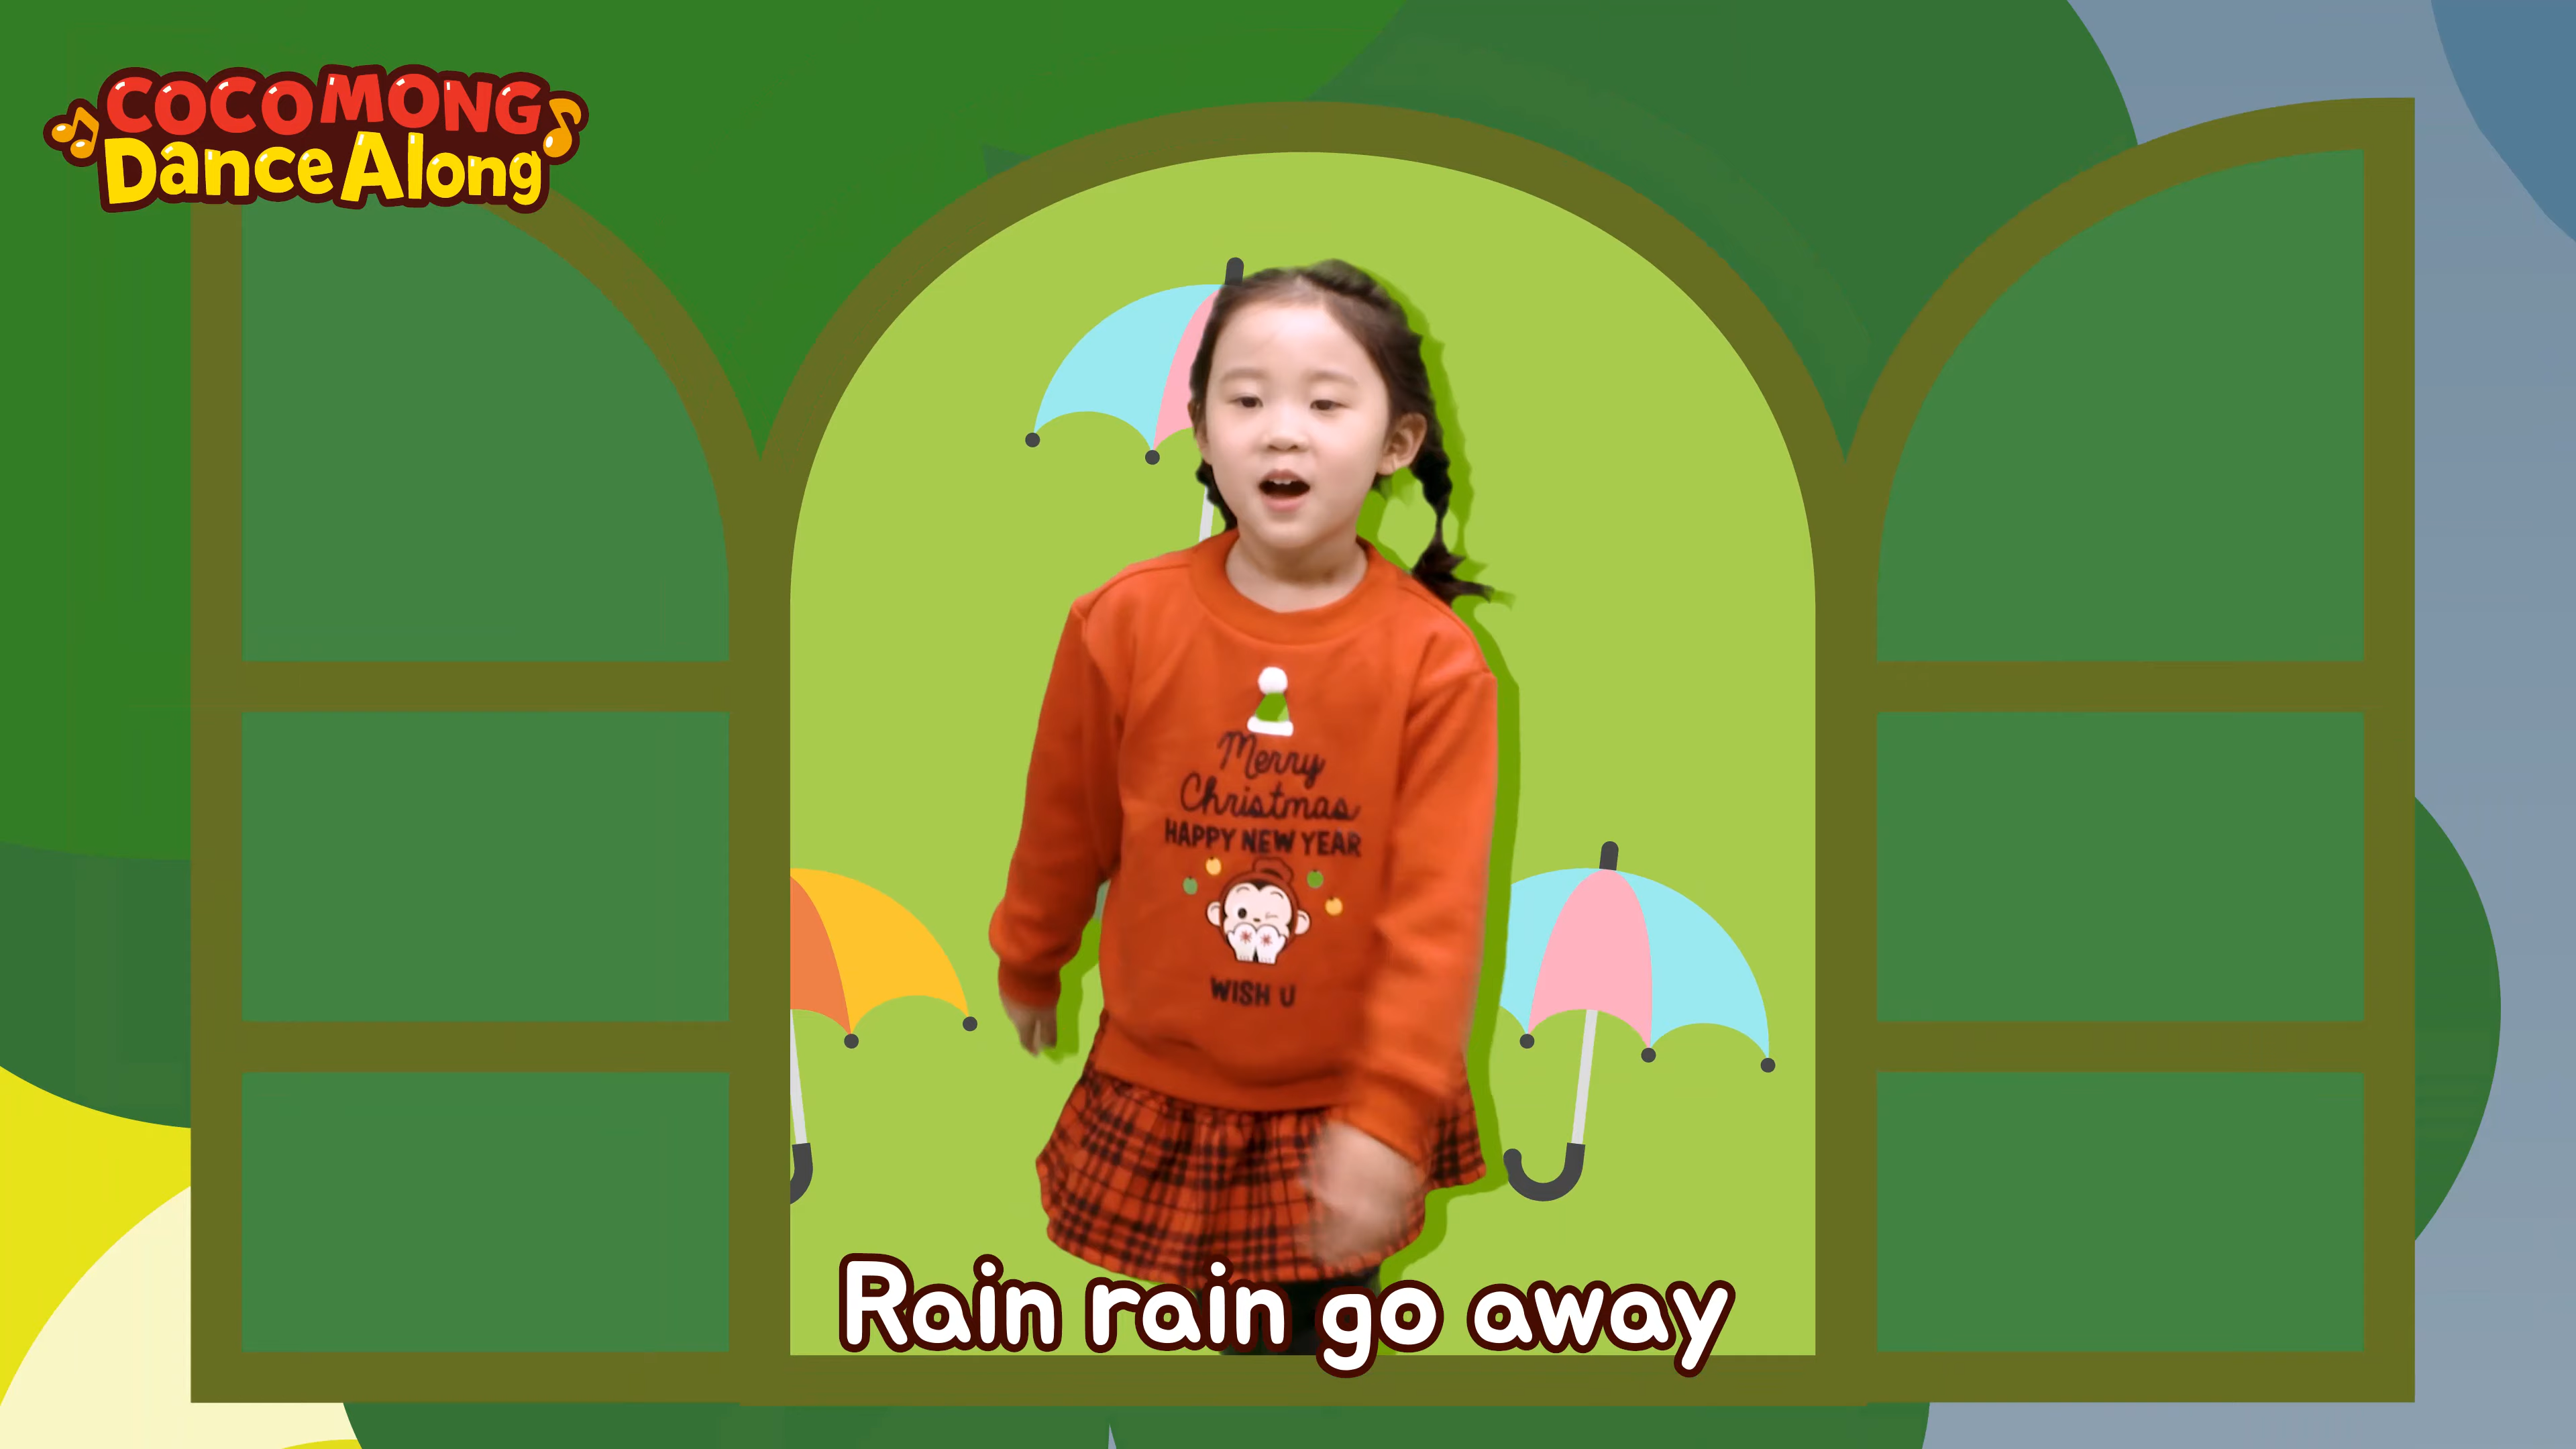 COCOMONG
Dance Along
Merry
Christmas
HAPPY NEW YEAR
WISH U
Rain rain go away